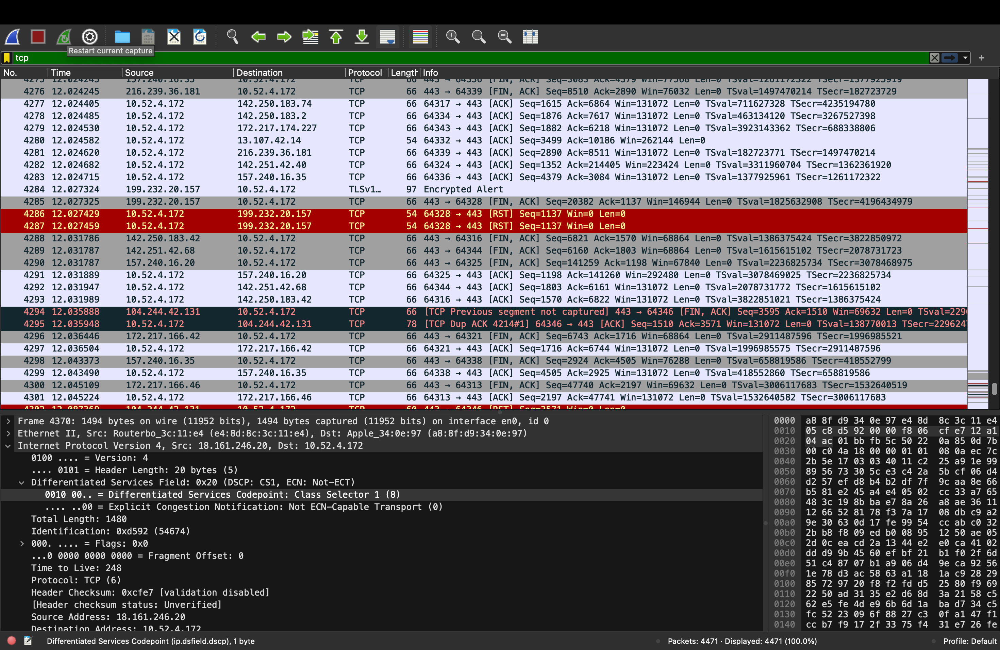 Restart current capture
tcp
No. Time Source Destination Protocol Length Info
4275 12.024245 157.240.16.35 10.52.4.172 TCP 66 443 → 64336 [FIN, ACK] Seq=3083 Ack=4379 Win=77568 Len=0 TSval=1261172322 TSecr=1377925919
4276 12.024245 216.239.36.181 10.52.4.172 TCP 66 443 → 64339 [FIN, ACK] Seq=8510 Ack=2890 Win=76032 Len=0 TSval=1497470214 TSecr=182723729
4277 12.024405 10.52.4.172 142.250.183.74 TCP 66 64317 → 443 [ACK] Seq=1615 Ack=6864 Win=131072 Len=0 TSval=711627328 TSecr=4235194780
4278 12.024485 10.52.4.172 142.250.183.2 TCP 66 64334 → 443 [ACK] Seq=1876 Ack=7617 Win=131072 Len=0 TSval=463134120 TSecr=3267527398
4279 12.024530 10.52.4.172 172.217.174.227 TCP 66 64343 → 443 [ACK] Seq=1882 Ack=6218 Win=131072 Len=0 TSval=3923143362 TSecr=688338806
4280 12.024582 10.52.4.172 13.107.42.14 TCP 54 64332 → 443 [ACK] Seq=3499 Ack=10186 Win=262144 Len=0
4281 12.024620 10.52.4.172 216.239.36.181 TCP 66 64339 → 443 [ACK] Seq=2890 Ack=8511 Win=131072 Len=0 TSval=182723771 TSecr=1497470214
4282 12.024682 10.52.4.172 142.251.42.40 TCP 66 64324 → 443 [ACK] Seq=1352 Ack=214405 Win=223424 Len=0 TSval=3311960704 TSecr=1362361920
4283 12.024715 10.52.4.172 157.240.16.35 TCP 66 64336 → 443 [ACK] Seq=4379 Ack=3084 Win=131072 Len=0 TSval=1377925961 TSecr=1261172322
4284 12.027324 199.232.20.157 10.52.4.172 TLSv1… 97 Encrypted Alert
4285 12.027325 199.232.20.157 10.52.4.172 TCP 66 443 → 64328 [FIN, ACK] Seq=20382 Ack=1137 Win=146944 Len=0 TSval=1825632908 TSecr=4196434979
4286 12.027429 10.52.4.172 199.232.20.157 TCP 54 64328 → 443 [RST] Seq=1137 Win=0 Len=0
4287 12.027459 10.52.4.172 199.232.20.157 TCP 54 64328 → 443 [RST] Seq=1137 Win=0 Len=0
4288 12.031786 142.250.183.42 10.52.4.172 TCP 66 443 → 64316 [FIN, ACK] Seq=6821 Ack=1570 Win=68864 Len=0 TSval=1386375424 TSecr=3822850972
4289 12.031787 142.251.42.68 10.52.4.172 TCP 66 443 → 64344 [FIN, ACK] Seq=6160 Ack=1803 Win=68864 Len=0 TSval=1615615102 TSecr=2078731723
4290 12.031787 157.240.16.20 10.52.4.172 TCP 66 443 → 64325 [FIN, ACK] Seq=141259 Ack=1198 Win=67840 Len=0 TSval=2236825734 TSecr=3078468975
4291 12.031889 10.52.4.172 157.240.16.20 TCP 66 64325 → 443 [ACK] Seq=1198 Ack=141260 Win=292480 Len=0 TSval=3078469025 TSecr=2236825734
4292 12.031947 10.52.4.172 142.251.42.68 TCP 66 64344 → 443 [ACK] Seq=1803 Ack=6161 Win=131072 Len=0 TSval=2078731772 TSecr=1615615102
4293 12.031989 10.52.4.172 142.250.183.42 TCP 66 64316 → 443 [ACK] Seq=1570 Ack=6822 Win=131072 Len=0 TSval=3822851021 TSecr=1386375424
4294 12.035888 104.244.42.131 10.52.4.172 TCP 66 [TCP Previous segment not captured] 443 → 64346 [FIN, ACK] Seq=3595 Ack=1510 Win=69632 Len=0 TSval=2290
4295 12.035948 10.52.4.172 104.244.42.131 TCP 78 [TCP Dup ACK 4214#1] 64346 → 443 [ACK] Seq=1510 Ack=3571 Win=131072 Len=0 TSval=138770013 TSecr=2296247
4296 12.036446 172.217.166.42 10.52.4.172 TCP 66 443 → 64321 [FIN, ACK] Seq=6743 Ack=1716 Win=68864 Len=0 TSval=2911487596 TSecr=1996985521
4297 12.036504 10.52.4.172 172.217.166.42 TCP 66 64321 → 443 [ACK] Seq=1716 Ack=6744 Win=131072 Len=0 TSval=1996985575 TSecr=2911487596
4298 12.043373 157.240.16.35 10.52.4.172 TCP 66 443 → 64338 [FIN, ACK] Seq=2924 Ack=4505 Win=76288 Len=0 TSval=658819586 TSecr=418552799
4299 12.043490 10.52.4.172 157.240.16.35 TCP 66 64338 → 443 [ACK] Seq=4505 Ack=2925 Win=131072 Len=0 TSval=418552860 TSecr=658819586
4300 12.045109 172.217.166.46 10.52.4.172 TCP 66 443 → 64313 [FIN, ACK] Seq=47740 Ack=2197 Win=69632 Len=0 TSval=3006117683 TSecr=1532640519
4301 12.045224 10.52.4.172 172.217.166.46 TCP 66 64313 → 443 [ACK] Seq=2197 Ack=47741 Win=131072 Len=0 TSval=1532640582 TSecr=3006117683
4302 12.087369 104.244.42.131 10.52.4.172 TCP 60 443 → 64346 [RST] Seq=3571 Win=0 Len=0
Frame 4370: 1494 bytes on wire (11952 bits), 1494 bytes captured (11952 bits) on interface en0, id 0
Ethernet II, Src: Routerbo_3c:11:e4 (e4:8d:8c:3c:11:e4), Dst: Apple_34:0e:97 (a8:8f:d9:34:0e:97)
Internet Protocol Version 4, Src: 18.161.246.20, Dst: 10.52.4.172
0100 .... = Version: 4
.... 0101 = Header Length: 20 bytes (5)
Differentiated Services Field: 0x20 (DSCP: CS1, ECN: Not-ECT)
0010 00.. = Differentiated Services Codepoint: Class Selector 1 (8)
.... ..00 = Explicit Congestion Notification: Not ECN-Capable Transport (0)
Total Length: 1480
Identification: 0xd592 (54674)
000. .... = Flags: 0x0
...0 0000 0000 0000 = Fragment Offset: 0
Time to Live: 248
Protocol: TCP (6)
Header Checksum: 0xcfe7 [validation disabled]
[Header checksum status: Unverified]
Source Address: 18.161.246.20
Destination Address: 10.52.4.172
0000 a8 8f d9 34 0e 97 e4 8d 8c 3c 11 e4
0010 05 c8 d5 92 00 00 f8 06 cf e7 12 a1
0020 04 ac 01 bb fb 5c 50 22 0a 85 0d 7b
0030 00 c0 4a 18 00 00 01 01 08 0a ec 7c
0040 2b 5e 17 03 03 40 11 c2 25 a9 1e 99
0050 89 56 73 30 5c e3 c4 2a 5b cf 06 d4
0060 d2 57 ef d8 b4 b2 df 7f 9c aa 8e 66
0070 b5 81 e2 45 a4 e4 05 02 cc 33 a7 65
0080 48 3c 19 8b ba e7 8a 26 a8 ae 36 11
0090 12 66 52 81 78 f3 7a 17 08 db c9 a2
00a0 9e 30 63 0d 17 fe 99 54 cc ab c0 32
00b0 2b b8 f8 09 ed b0 08 95 12 50 ae 05
00c0 2d 0c ea cd 2a 13 44 e2 e0 ca 41 02
00d0 dd d9 9b 45 60 ef bf 21 b1 f0 2f 6d
00e0 51 c4 87 07 b1 a9 06 d4 9e ca 92 56
00f0 1e 78 d3 ac 58 63 a1 18 1a c9 28 29
0100 85 72 97 20 f8 f2 fd d5 25 80 f9 69
0110 22 50 ad 31 35 e2 d6 8d 3a 21 58 c5
0120 62 e5 fe 4d e9 6b 6d 1a ba d7 34 c5
0130 fc 52 23 09 6f 88 27 c3 0f a1 47 f1
0140 cc b7 f9 17 2f 33 75 f4 31 e7 26 fe
Differentiated Services Codepoint (ip.dsfield.dscp), 1 byte
Packets: 4471 · Displayed: 4471 (100.0%)
Profile: Default